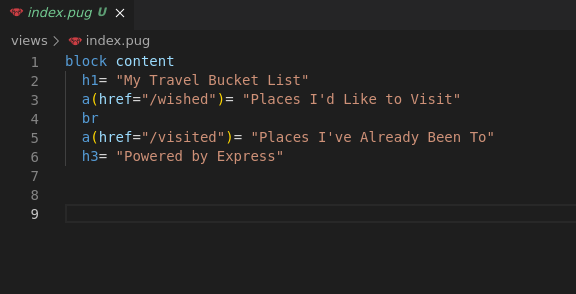 index.pug U ×
views > index.pug
1 block content
2   h1= "My Travel Bucket List"
3   a(href="/wished")= "Places I'd Like to Visit"
4   br
5   a(href="/visited")= "Places I've Already Been To"
6   h3= "Powered by Express"
7
8
9